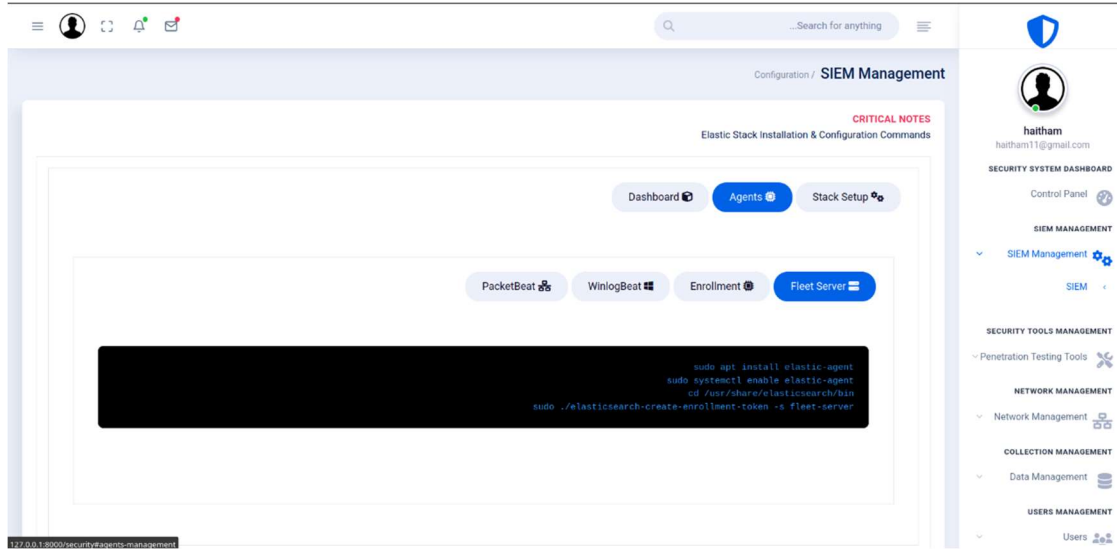 ...Search for anything
Configuration / SIEM Management
CRITICAL NOTES
Elastic Stack Installation & Configuration Commands
Dashboard
Agents
Stack Setup
PacketBeat
WinlogBeat
Enrollment
Fleet Server
sudo apt install elastic-agent
sudo systemctl enable elastic-agent
cd /usr/share/elasticsearch/bin
sudo ./elasticsearch-create-enrollment-token -s fleet-server
haitham
haitham11@gmail.com
SECURITY SYSTEM DASHBOARD
Control Panel
SIEM MANAGEMENT
SIEM Management
SIEM
SECURITY TOOLS MANAGEMENT
Penetration Testing Tools
NETWORK MANAGEMENT
Network Management
COLLECTION MANAGEMENT
Data Management
USERS MANAGEMENT
Users
127.0.0.1:8000/security#agents-management